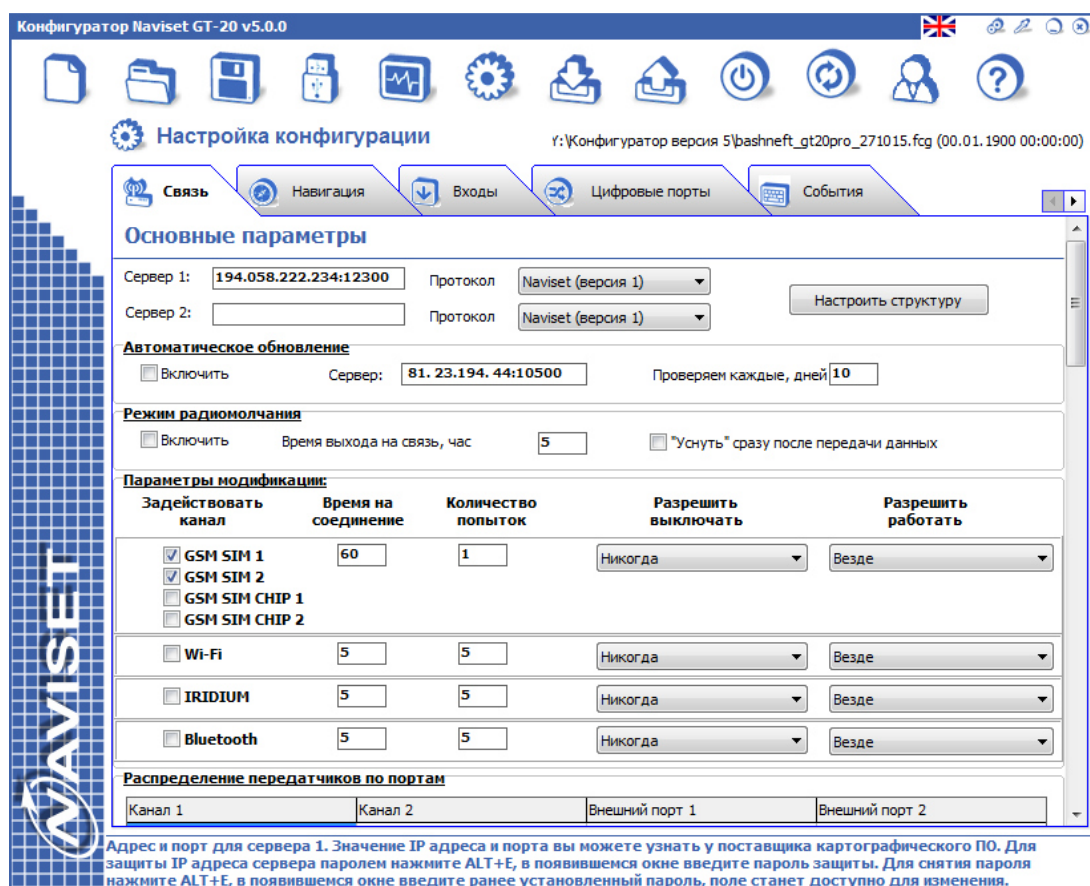 Конфигуратор Naviset GT-20 v5.0.0
Настройка конфигурации
Y:\Конфигуратор версия 5\bashneft_gt20pro_271015.fcg (00.01.1900 00:00:00)
Связь Навигация Входы Цифровые порты События
Основные параметры
Сервер 1: 194.058.222.234:12300 Протокол Naviset (версия 1)
Настроить структуру
Сервер 2: Протокол Naviset (версия 1)
Автоматическое обновление
Включить Сервер: 81. 23.194. 44:10500 Проверяем каждые, дней 10
Режим радиомолчания
Включить Время выхода на связь, час 5 "Уснуть" сразу после передачи данных
Параметры модификации:
Задействовать Время на Количество Разрешить Разрешить
канал соединение попыток выключать работать
GSM SIM 1 60 1 Никогда Везде
GSM SIM 2
GSM SIM CHIP 1
GSM SIM CHIP 2
Wi-Fi 5 5 Никогда Везде
IRIDIUM 5 5 Никогда Везде
Bluetooth 5 5 Никогда Везде
Распределение передатчиков по портам
Канал 1 Канал 2 Внешний порт 1 Внешний порт 2
NAVISET
Адрес и порт для сервера 1. Значение IP адреса и порта вы можете узнать у поставщика картографического ПО. Для
защиты IP адреса сервера паролем нажмите ALT+E, в появившемся окне введите пароль защиты. Для снятия пароля
нажмите ALT+E, в появившемся окне введите ранее установленный пароль, поле станет доступно для изменения.